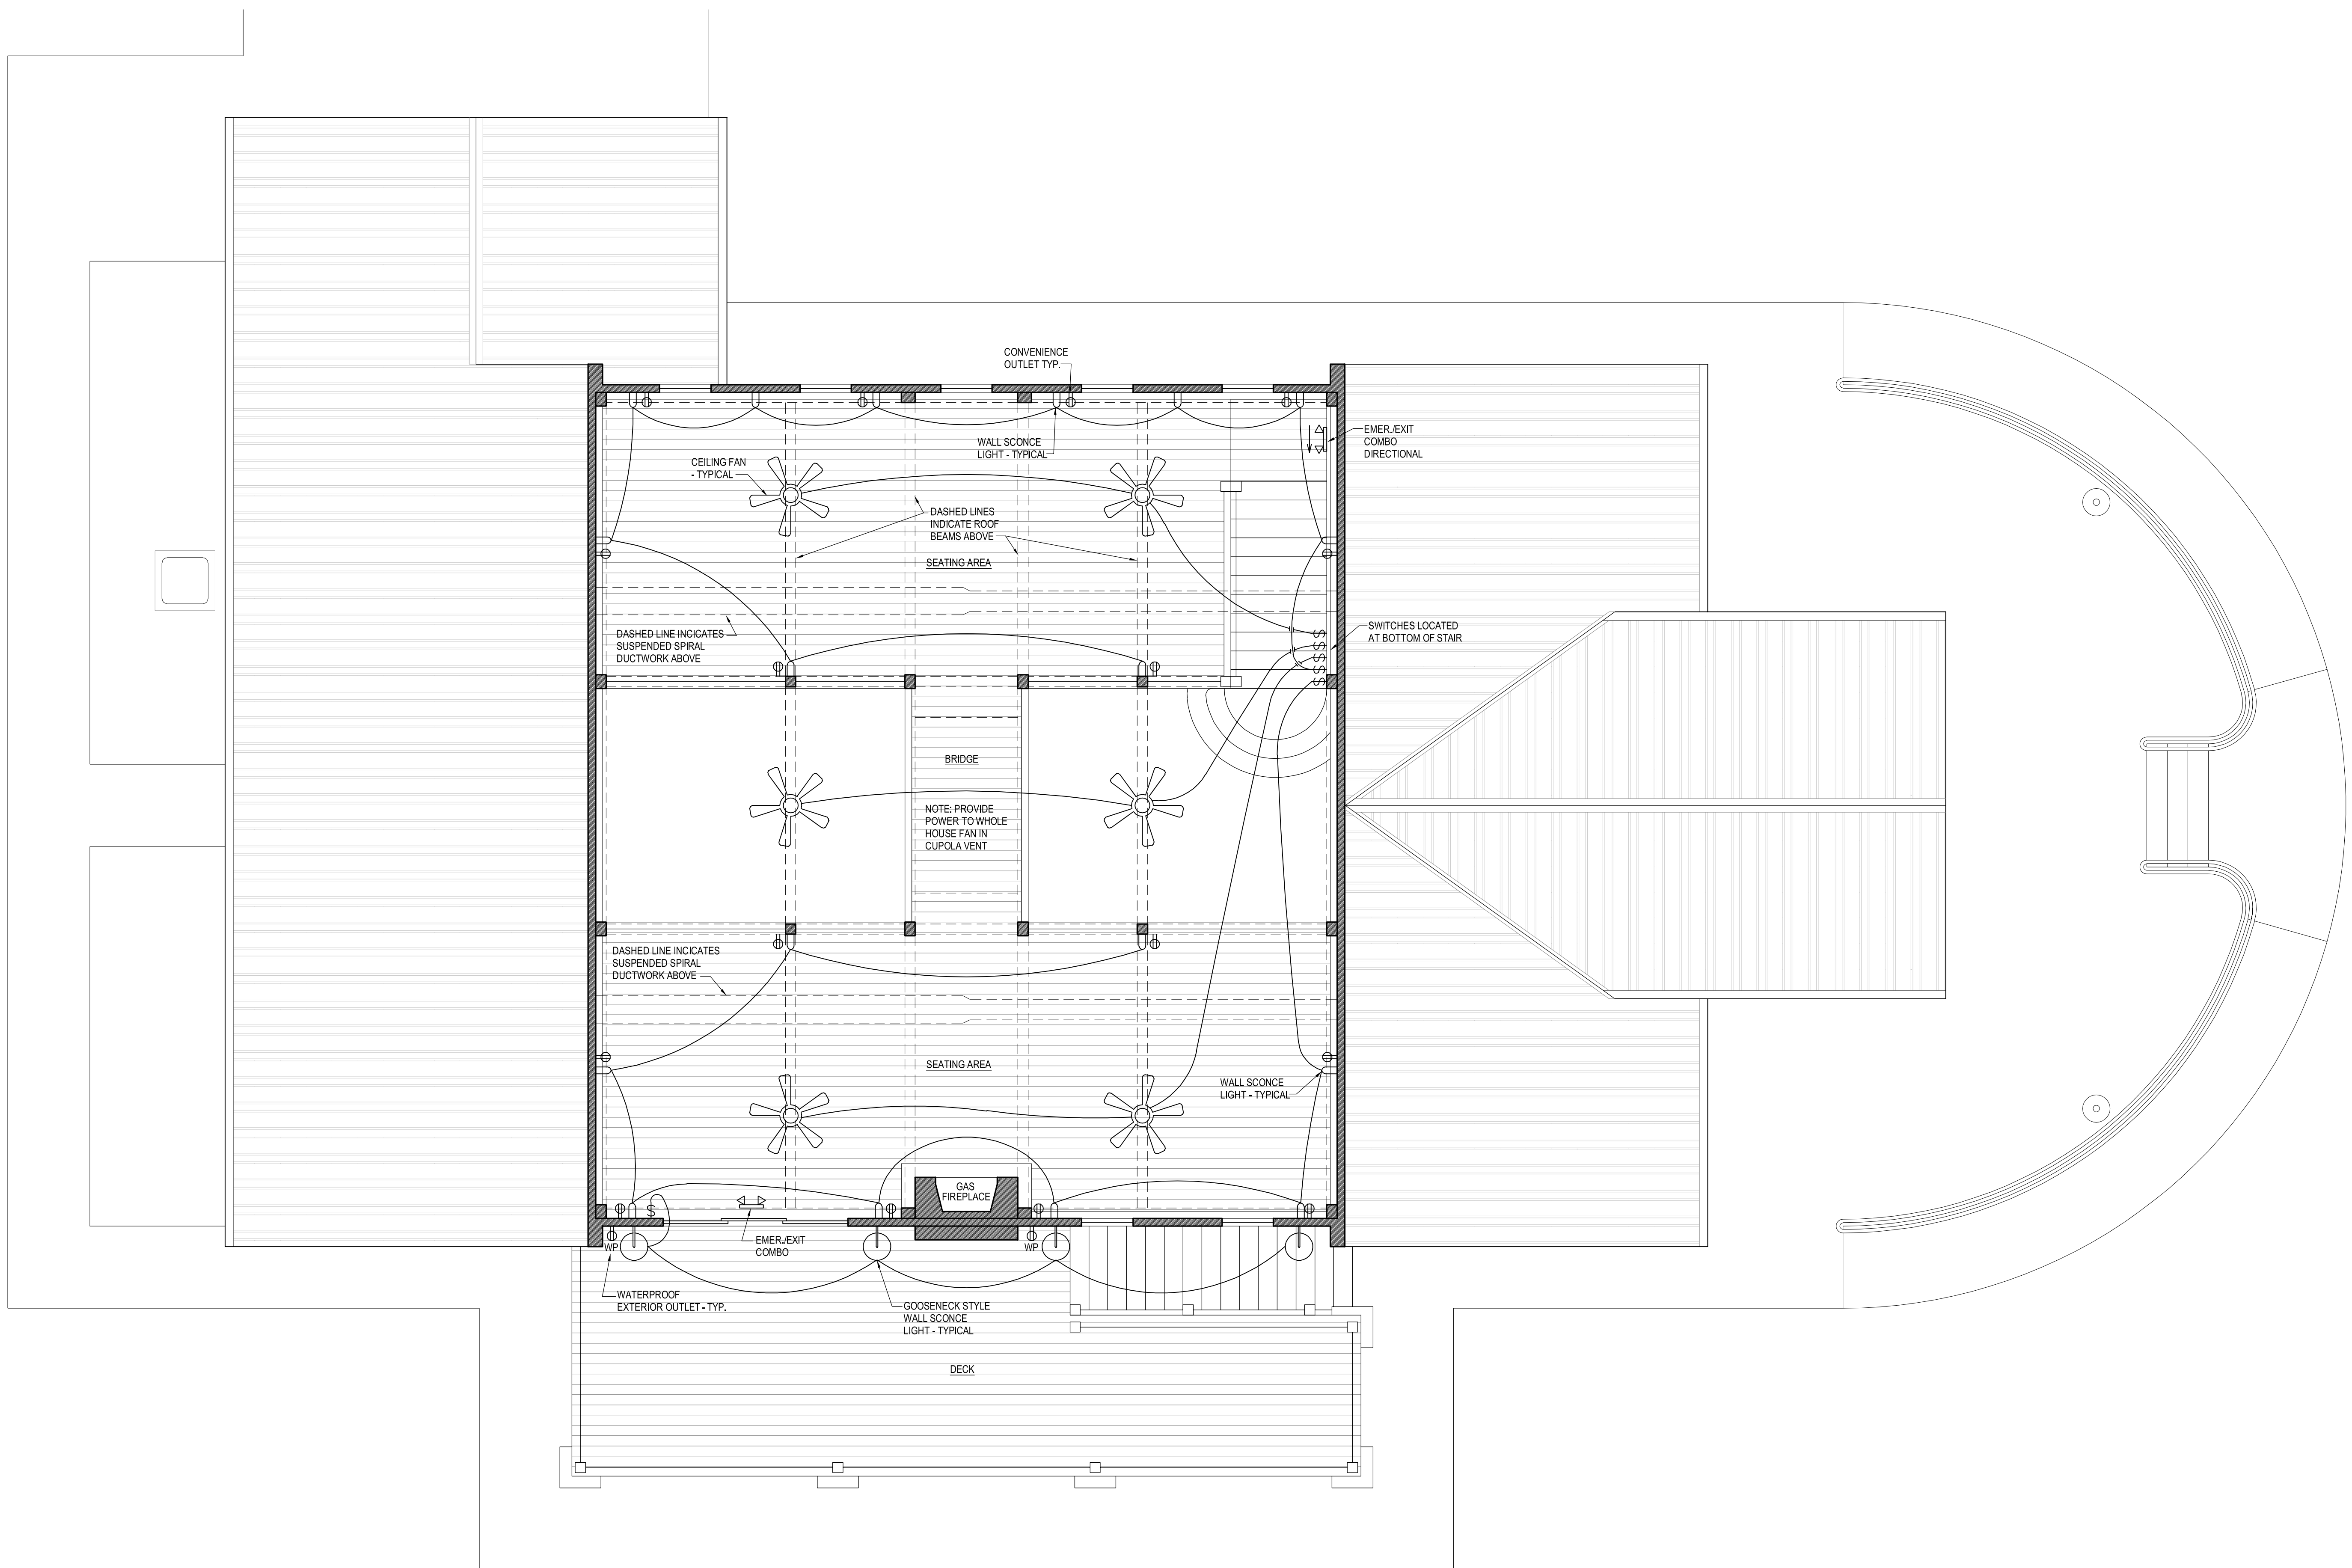 CONVENIENCE
OUTLET TYP.
WALL SCONCE
LIGHT - TYPICAL
EMER./EXIT
COMBO
DIRECTIONAL
CEILING FAN
- TYPICAL
DASHED LINES
INDICATE ROOF
BEAMS ABOVE
SEATING AREA
DASHED LINE INCICATES
SUSPENDED SPIRAL
DUCTWORK ABOVE
SWITCHES LOCATED
AT BOTTOM OF STAIR
$
$
$
$
$
BRIDGE
NOTE: PROVIDE
POWER TO WHOLE
HOUSE FAN IN
CUPOLA VENT
DASHED LINE INCICATES
SUSPENDED SPIRAL
DUCTWORK ABOVE
SEATING AREA
WALL SCONCE
LIGHT - TYPICAL
GAS
FIREPLACE
$
WP
WP
EMER./EXIT
COMBO
WATERPROOF
EXTERIOR OUTLET - TYP.
GOOSENECK STYLE
WALL SCONCE
LIGHT - TYPICAL
DECK